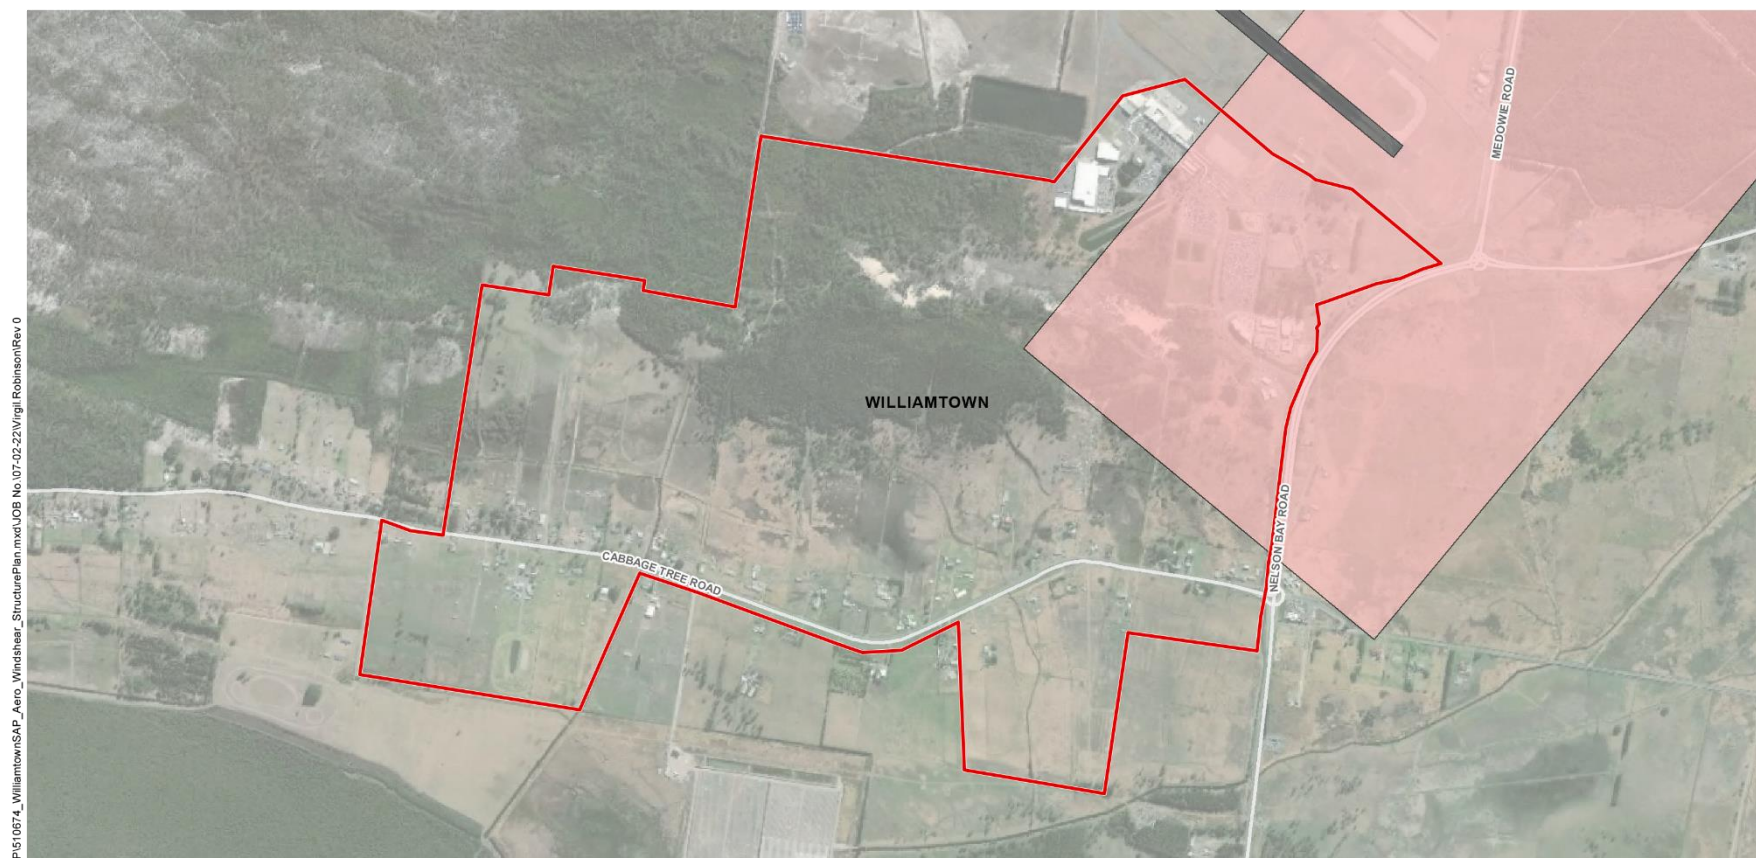 MEDOWIE ROAD
WILLIAMTOWN
NELSON BAY ROAD
CABBAGE TREE ROAD
P\510674_WilliamtownSAP_Aero_Windshear_StructurePlan.mxd\JOB No.\07-02-22\Virgil.Robinson\Rev 0